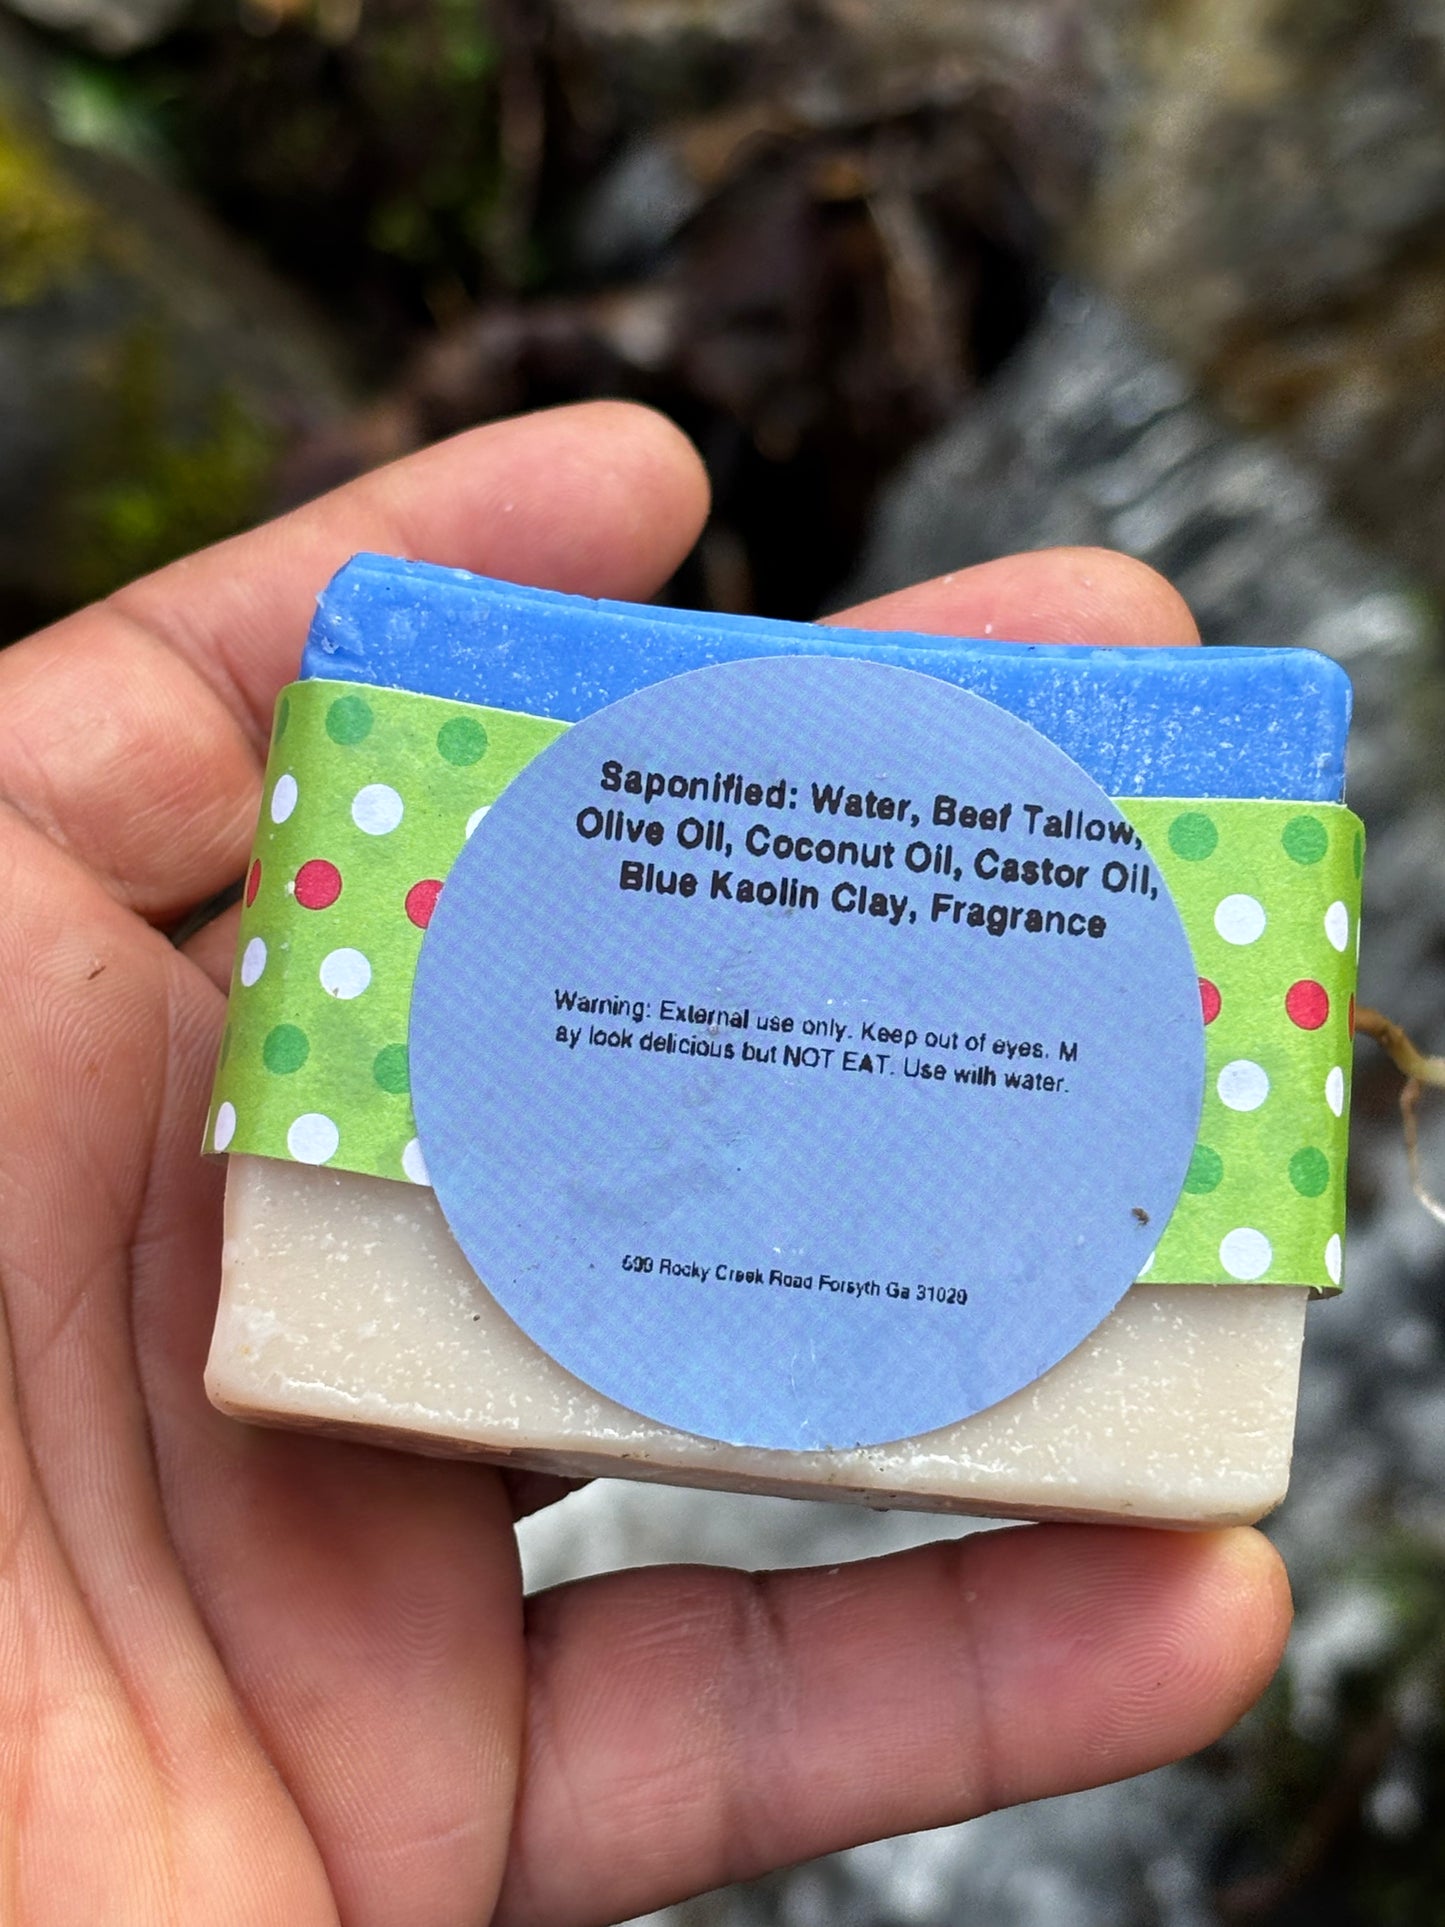 Saponified: Water, Beef Tallow,
Olive Oil, Coconut Oil, Castor Oil,
Blue Kaolin Clay, Fragrance
Warning: External use only. Keep out of eyes. M
ay look delicious but NOT EAT. Use with water.
Rocky Creek Road Forsyth Ga 31029